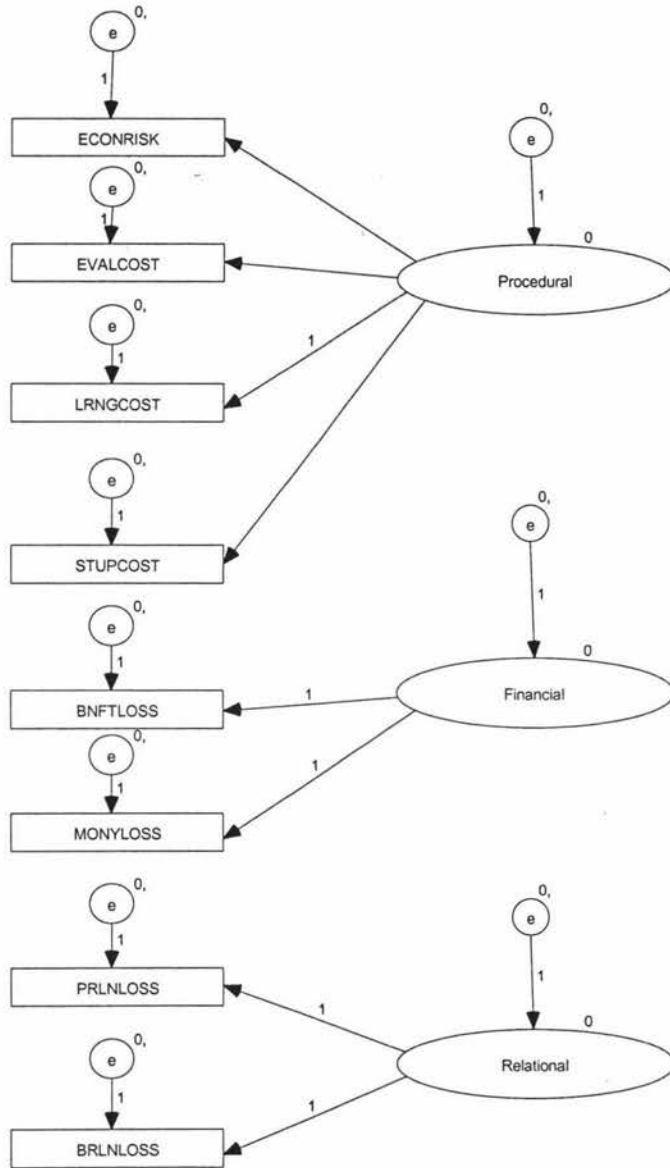 0,
e
1
ECONRISK
0,
e
1
0
Procedural
0,
e
1
EVALCOST
0,
e
1
LRNGCOST
1
0,
e
1
STUPCOST
0,
e
1
0
Financial
0,
e
1
BNFTLOSS
1
0,
e
1
MONYLOSS
1
0,
e
1
PRLNLOSS
1
0,
e
1
0
Relational
0,
e
1
BRLNLOSS
1